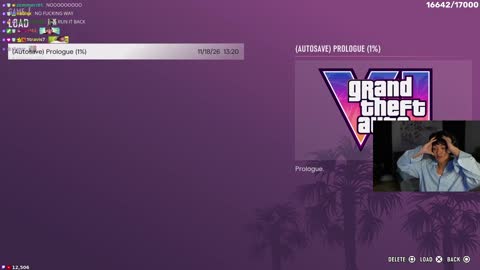 NOOOOOOOO
16642/17000
NO FUCKING WAY
LOAD
RUN IT BACK
(Autosave) Prologue (1%)
11/18/26 13:20
(AUTOSAVE) PROLOGUE (1%)
VI
grand
theft
auto
Prologue.
DELETE
LOAD
BACK
12,506